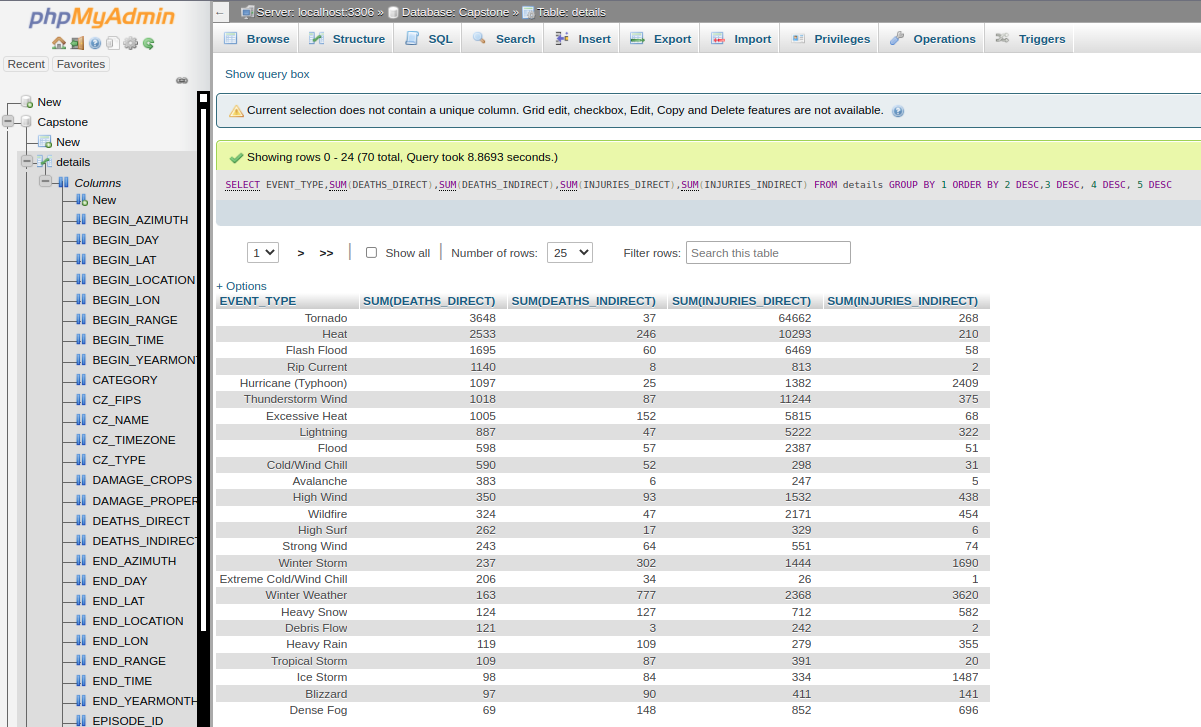 phpMyAdmin
Recent Favorites
New
Capstone
New
details
Columns
New
BEGIN_AZIMUTH
BEGIN_DAY
BEGIN_LAT
BEGIN_LOCATION
BEGIN_LON
BEGIN_RANGE
BEGIN_TIME
BEGIN_YEARMON
CATEGORY
CZ_FIPS
CZ_NAME
CZ_TIMEZONE
CZ_TYPE
DAMAGE_CROPS
DAMAGE_PROPER
DEATHS_DIRECT
DEATHS_INDIRECT
END_AZIMUTH
END_DAY
END_LAT
END_LOCATION
END_LON
END_RANGE
END_TIME
END_YEARMONTH
EPISODE_ID
Server: localhost:3306 » Database: Capstone » Table: details
Browse Structure SQL Search Insert Export Import Privileges Operations Triggers
Show query box
Current selection does not contain a unique column. Grid edit, checkbox, Edit, Copy and Delete features are not available.
Showing rows 0 - 24 (70 total, Query took 8.8693 seconds.)
SELECT EVENT_TYPE,SUM(DEATHS_DIRECT),SUM(DEATHS_INDIRECT),SUM(INJURIES_DIRECT),SUM(INJURIES_INDIRECT) FROM details GROUP BY 1 ORDER BY 2 DESC,3 DESC, 4 DESC, 5 DESC
1 > >> Show all Number of rows: 25 Filter rows: Search this table
+ Options
EVENT_TYPE SUM(DEATHS_DIRECT) SUM(DEATHS_INDIRECT) SUM(INJURIES_DIRECT) SUM(INJURIES_INDIRECT)
Tornado 3648 37 64662 268
Heat 2533 246 10293 210
Flash Flood 1695 60 6469 58
Rip Current 1140 8 813 2
Hurricane (Typhoon) 1097 25 1382 2409
Thunderstorm Wind 1018 87 11244 375
Excessive Heat 1005 152 5815 68
Lightning 887 47 5222 322
Flood 598 57 2387 51
Cold/Wind Chill 590 52 298 31
Avalanche 383 6 247 5
High Wind 350 93 1532 438
Wildfire 324 47 2171 454
High Surf 262 17 329 6
Strong Wind 243 64 551 74
Winter Storm 237 302 1444 1690
Extreme Cold/Wind Chill 206 34 26 1
Winter Weather 163 777 2368 3620
Heavy Snow 124 127 712 582
Debris Flow 121 3 242 2
Heavy Rain 119 109 279 355
Tropical Storm 109 87 391 20
Ice Storm 98 84 334 1487
Blizzard 97 90 411 141
Dense Fog 69 148 852 696